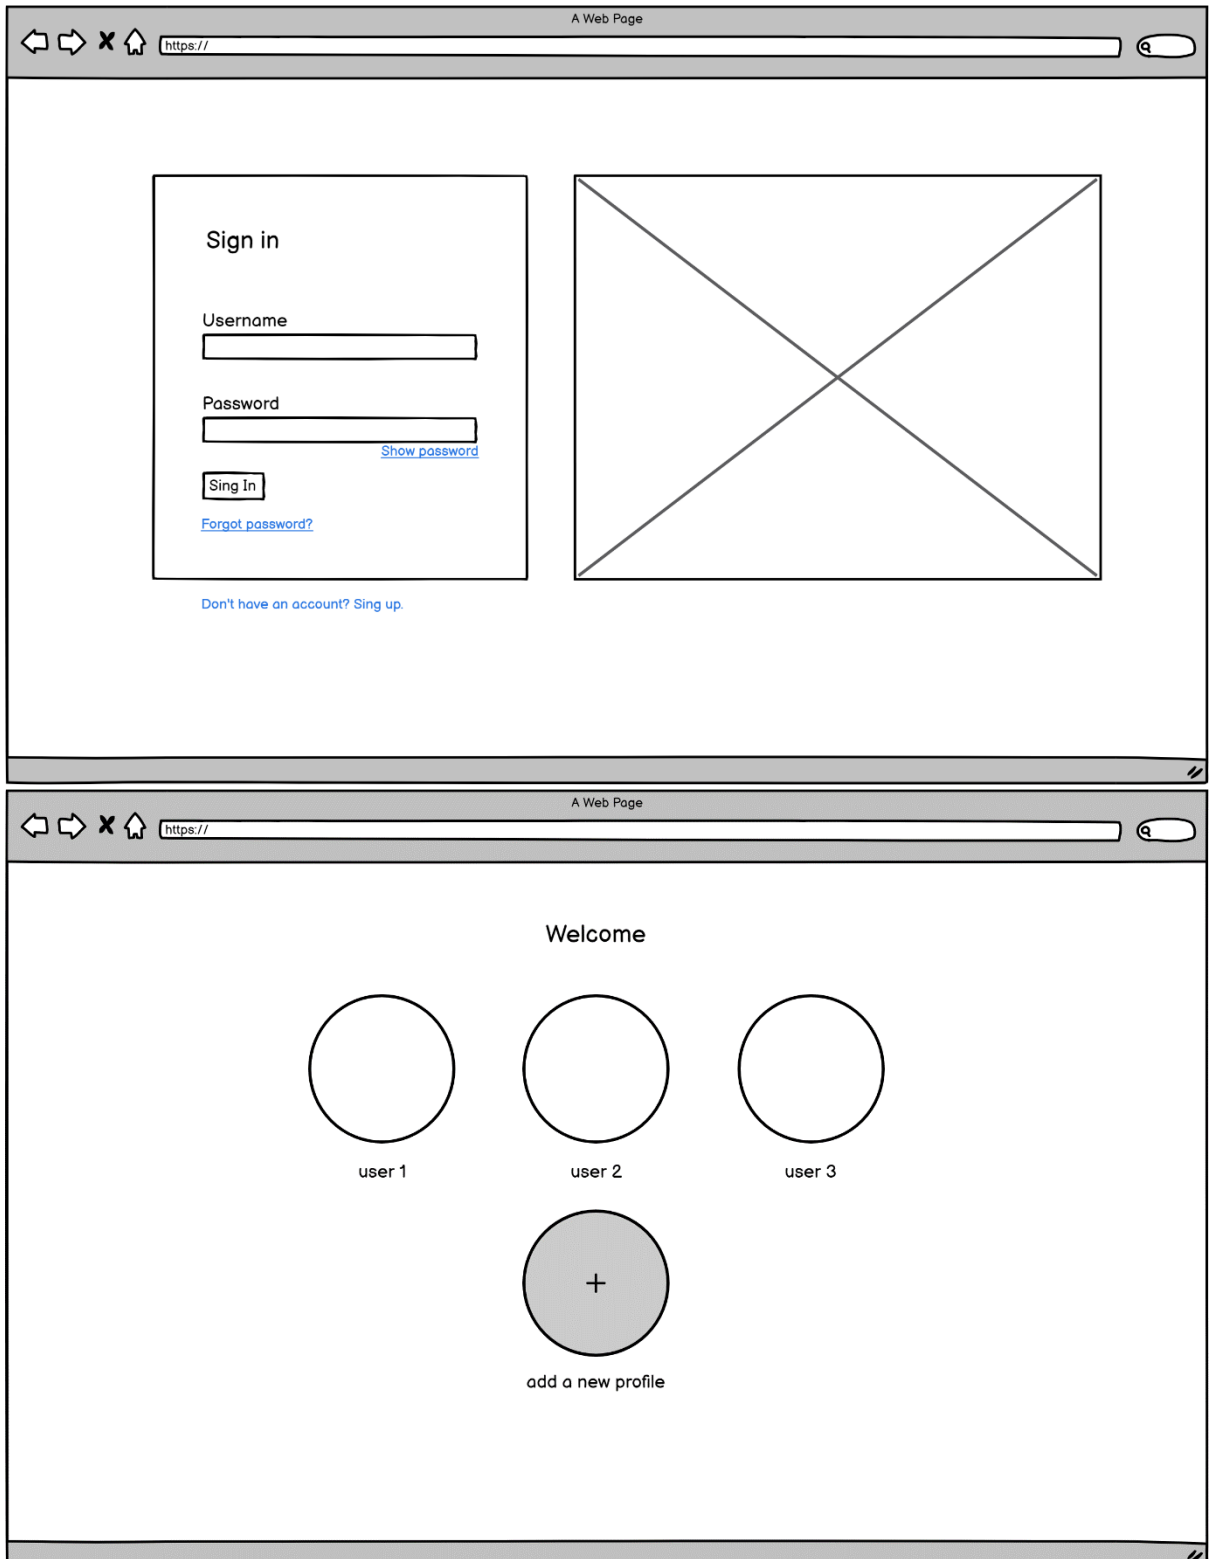 A Web Page
https://
Sign in
Username
Password
Show password
Sing In
Forgot password?
Don't have an account? Sing up.
A Web Page
https://
Welcome
user 1 user 2 user 3
+
add a new profile